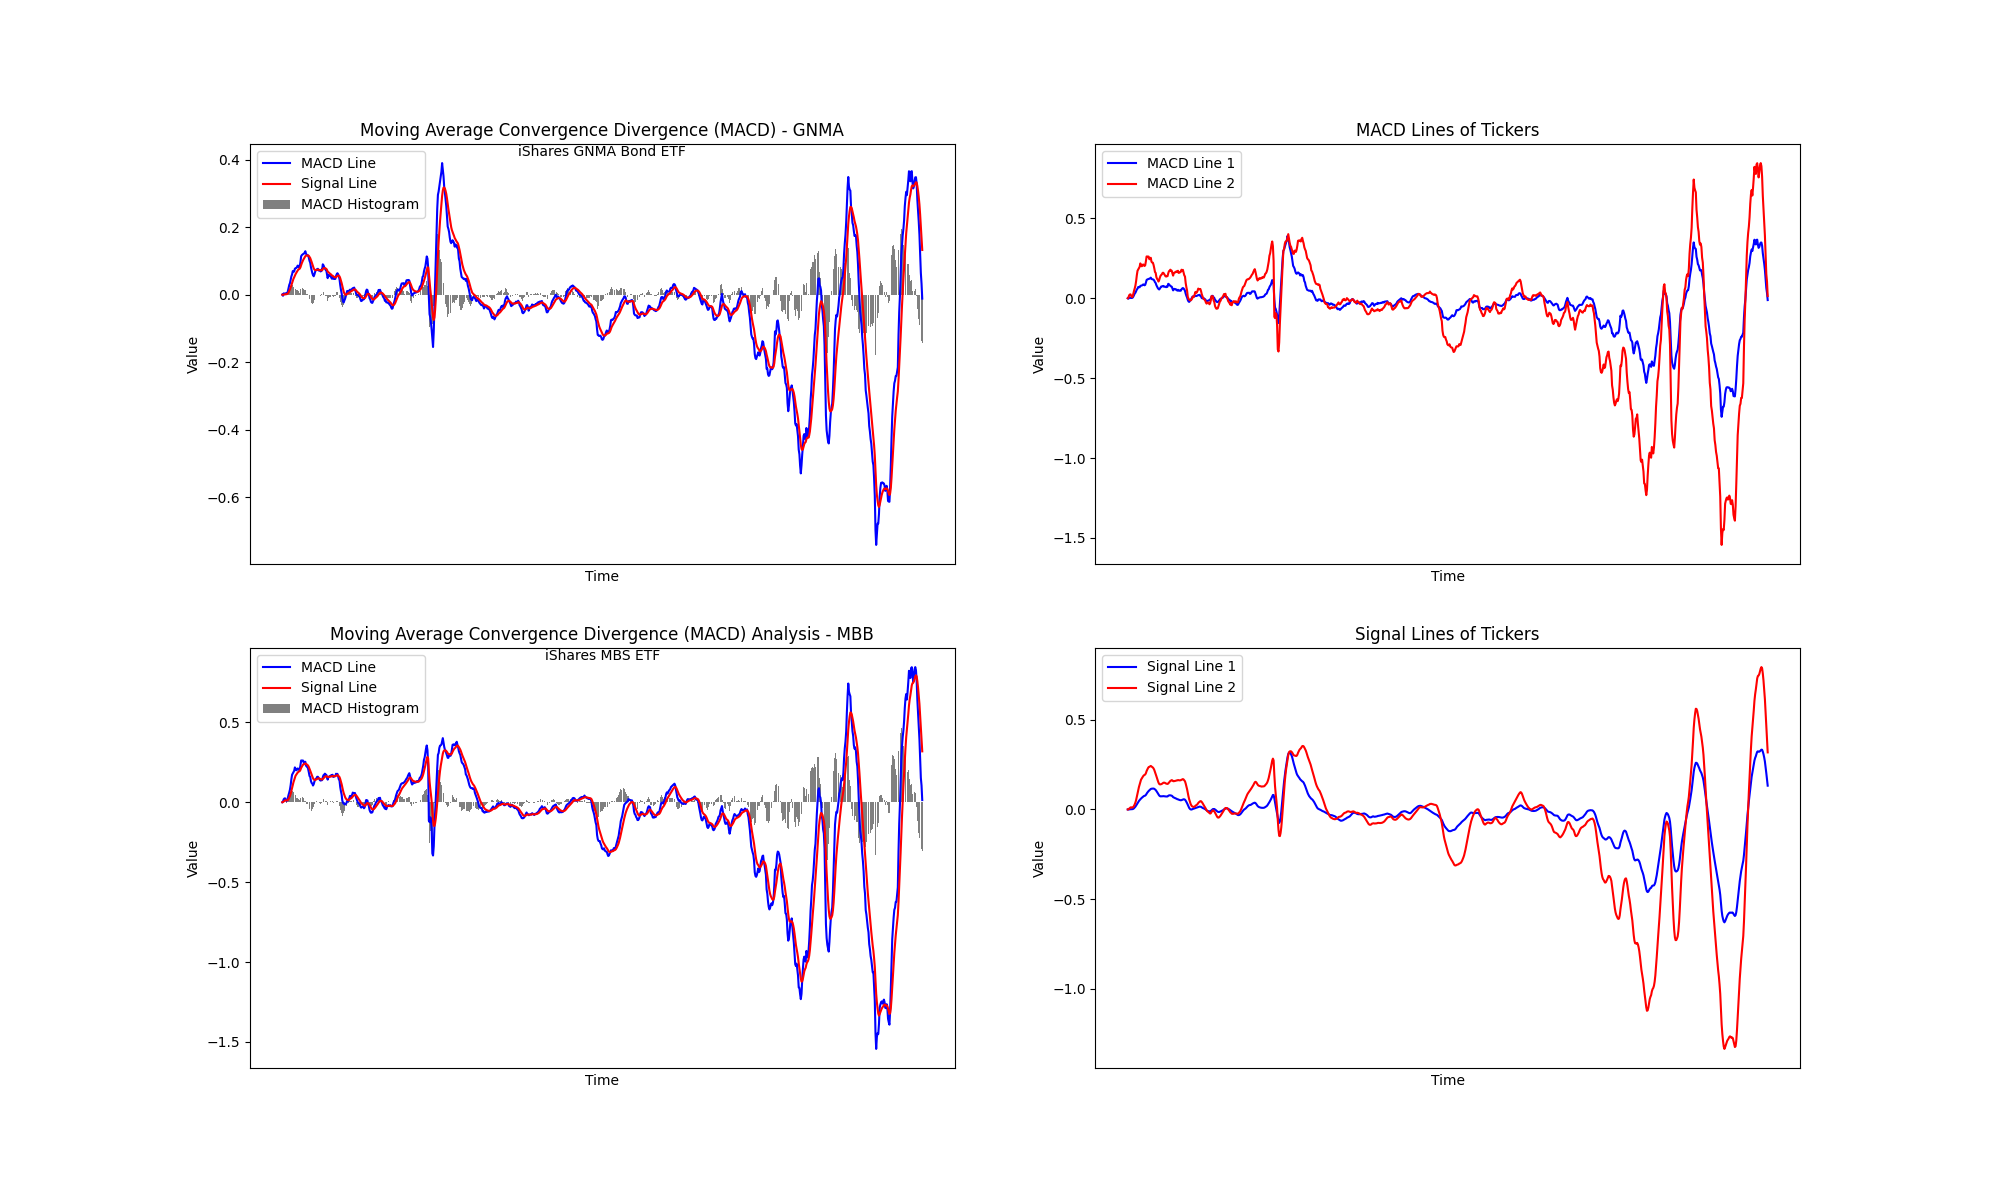 Moving Average Convergence Divergence (MACD) - GNMA
iShares GNMA Bond ETF
MACD Line
Signal Line
MACD Histogram
0.4
0.2
0.0
−0.2
−0.4
−0.6
Value
Time
MACD Lines of Tickers
MACD Line 1
MACD Line 2
0.5
0.0
−0.5
−1.0
−1.5
Value
Time
Moving Average Convergence Divergence (MACD) Analysis - MBB
iShares MBS ETF
MACD Line
Signal Line
MACD Histogram
0.5
0.0
−0.5
−1.0
−1.5
Value
Time
Signal Lines of Tickers
Signal Line 1
Signal Line 2
0.5
0.0
−0.5
−1.0
Value
Time